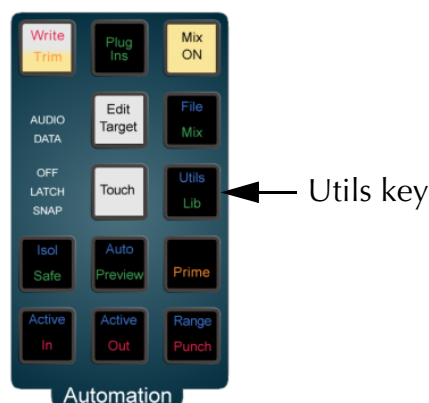 Write
Trim
Plug
Ins
Mix
ON
AUDIO
DATA
Edit
Target
File
Mix
OFF
LATCH
SNAP
Touch
Utils
Lib
Utils key
Isol
Safe
Auto
Preview
Prime
Active
In
Active
Out
Range
Punch
Automation